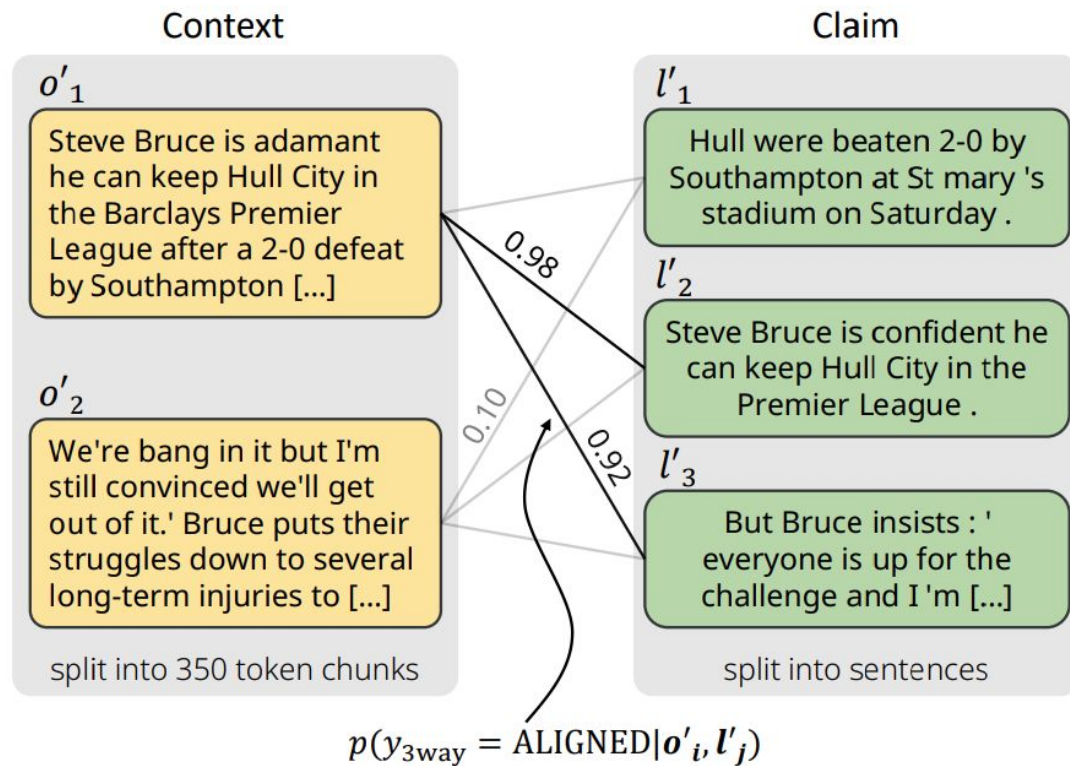 Context
o'₁
Steve Bruce is adamant
he can keep Hull City in
the Barclays Premier
League after a 2-0 defeat
by Southampton [...]
o'₂
We're bang in it but I'm
still convinced we'll get
out of it.' Bruce puts their
struggles down to several
long-term injuries to [...]
split into 350 token chunks
0.98
0.10
0.92
Claim
l'₁
Hull were beaten 2-0 by
Southampton at St mary 's
stadium on Saturday .
l'₂
Steve Bruce is confident he
can keep Hull City in the
Premier League .
l'₃
But Bruce insists : '
everyone is up for the
challenge and I 'm [...]
split into sentences
p(y₃way = ALIGNED|o'ᵢ, l'ⱼ)